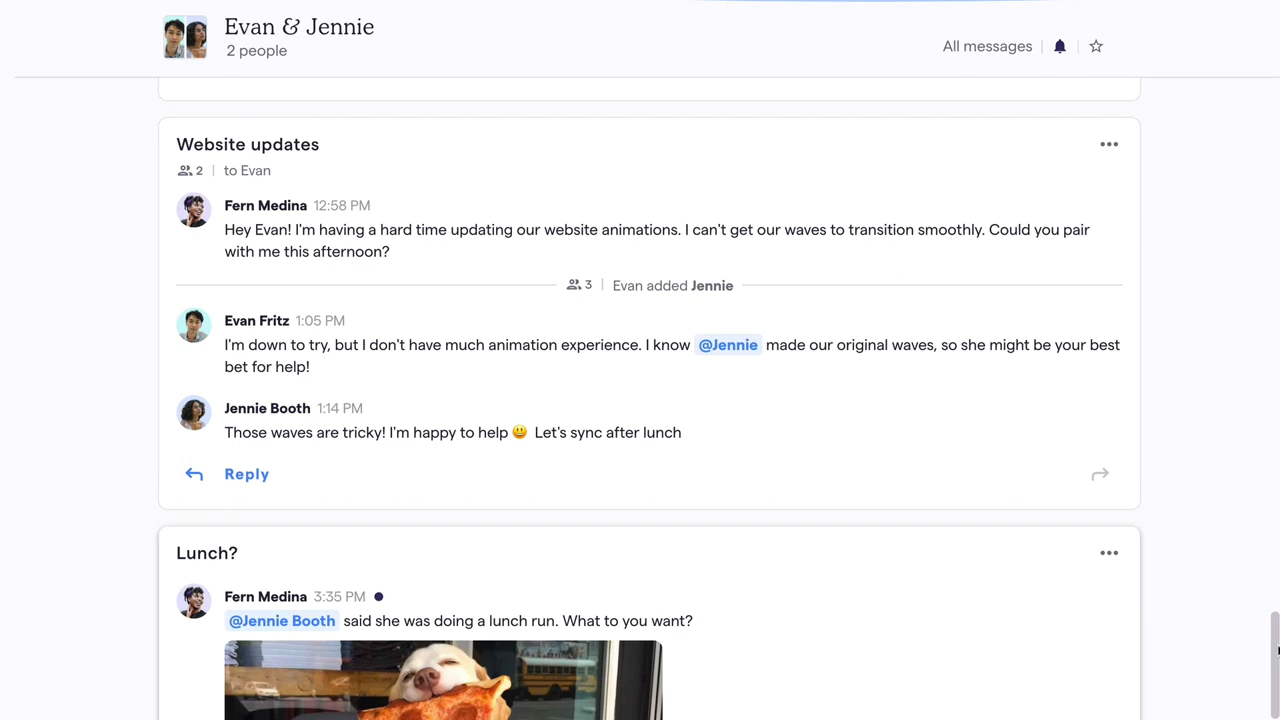 Evan & Jennie
2 people
All messages
Website updates
2 | to Evan
Fern Medina 12:58 PM
Hey Evan! I'm having a hard time updating our website animations. I can't get our waves to transition smoothly. Could you pair
with me this afternoon?
3 | Evan added Jennie
Evan Fritz 1:05 PM
I'm down to try, but I don't have much animation experience. I know @Jennie made our original waves, so she might be your best
bet for help!
Jennie Booth 1:14 PM
Those waves are tricky! I'm happy to help 😃 Let's sync after lunch
Reply
Lunch?
Fern Medina 3:35 PM
@Jennie Booth said she was doing a lunch run. What to you want?